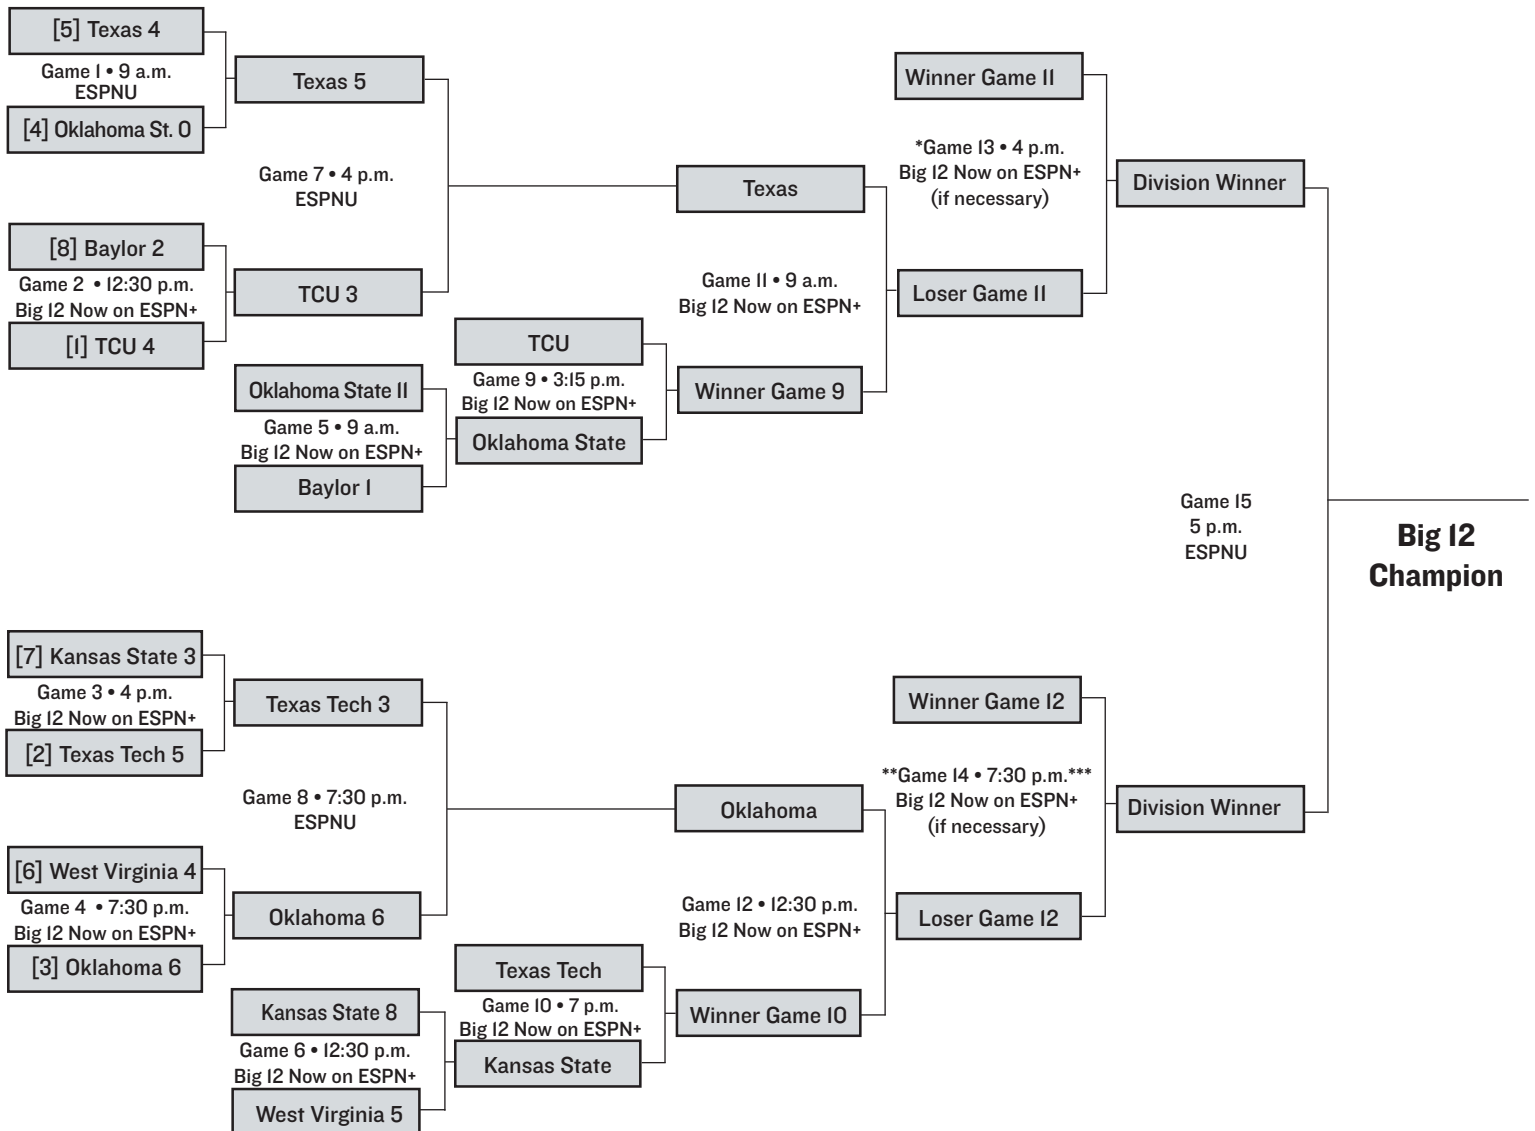 [5] Texas 4
Game 1 • 9 a.m.
ESPNU
[4] Oklahoma St. 0
Texas 5
Game 7 • 4 p.m.
ESPNU
[8] Baylor 2
Game 2 • 12:30 p.m.
Big 12 Now on ESPN+
[1] TCU 4
TCU 3
Oklahoma State 11
Game 5 • 9 a.m.
Big 12 Now on ESPN+
Baylor 1
TCU
Game 9 • 3:15 p.m.
Big 12 Now on ESPN+
Oklahoma State
Texas
Game 11 • 9 a.m.
Big 12 Now on ESPN+
Winner Game 9
Winner Game 11
*Game 13 • 4 p.m.
Big 12 Now on ESPN+
(if necessary)
Loser Game 11
Division Winner
Game 15
5 p.m.
ESPNU
Big 12
Champion
[7] Kansas State 3
Game 3 • 4 p.m.
Big 12 Now on ESPN+
[2] Texas Tech 5
Texas Tech 3
Game 8 • 7:30 p.m.
ESPNU
[6] West Virginia 4
Game 4 • 7:30 p.m.
Big 12 Now on ESPN+
[3] Oklahoma 6
Oklahoma 6
Kansas State 8
Game 6 • 12:30 p.m.
Big 12 Now on ESPN+
West Virginia 5
Texas Tech
Game 10 • 7 p.m.
Big 12 Now on ESPN+
Kansas State
Oklahoma
Game 12 • 12:30 p.m.
Big 12 Now on ESPN+
Winner Game 10
Winner Game 12
**Game 14 • 7:30 p.m.***
Big 12 Now on ESPN+
(if necessary)
Loser Game 12
Division Winner